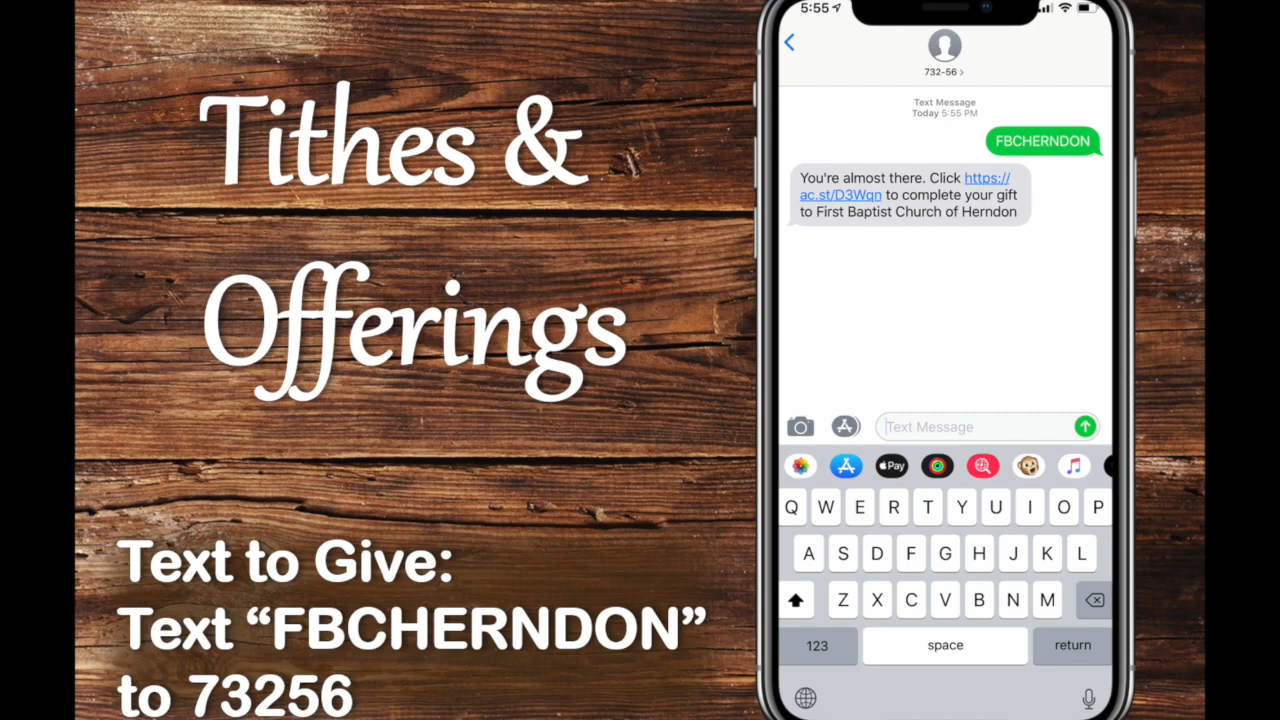 Tithes &
Offerings
Text to Give:
Text “FBCHERNDON”
to 73256
5:55
732-56 >
Text Message
Today 5:55 PM
FBCHERNDON
You're almost there. Click https://
ac.st/D3Wqn to complete your gift
to First Baptist Church of Herndon
Text Message
Pay
Q W E R T Y U I O P
A S D F G H J K L
Z X C V B N M
123 space return